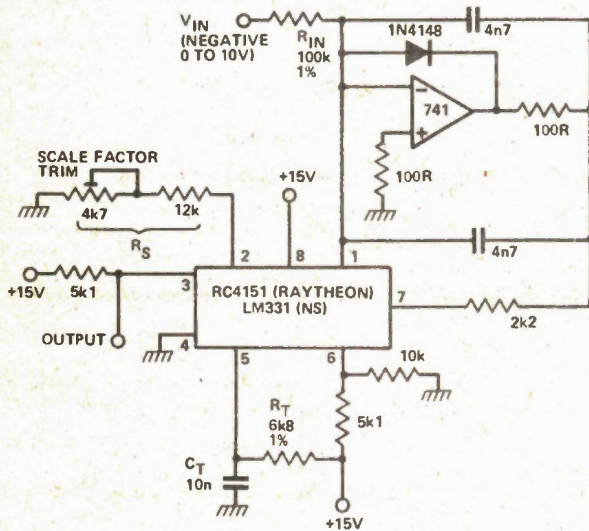 VIN
(NEGATIVE
0 TO 10V)
RIN
100k
1%
1N4148
4n7
741
−
+
100R
100R
SCALE FACTOR
TRIM
4k7
12k
RS
+15V
4n7
2
8
1
+15V
5k1
3
RC4151 (RAYTHEON)
LM331 (NS)
7
2k2
OUTPUT
4
5
6
10k
RT
6k8
1%
5k1
CT
10n
+15V